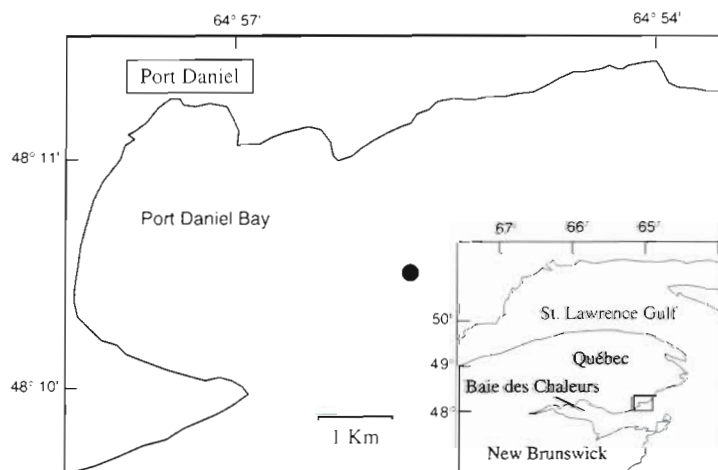 64° 57' 64° 54'
Port Daniel
48° 11'
Port Daniel Bay
67° 66' 65°
St. Lawrence Gulf
50'
Québec
49°
Baie des Chaleurs
48° 10'
48°
1 Km
New Brunswick